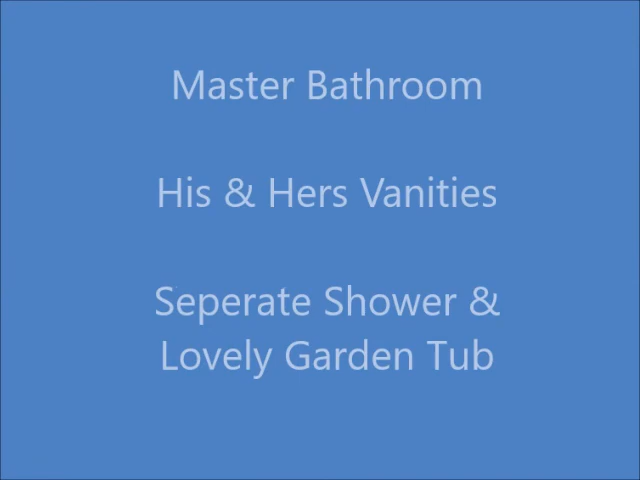 Master Bathroom
His & Hers Vanities
Seperate Shower &
Lovely Garden Tub